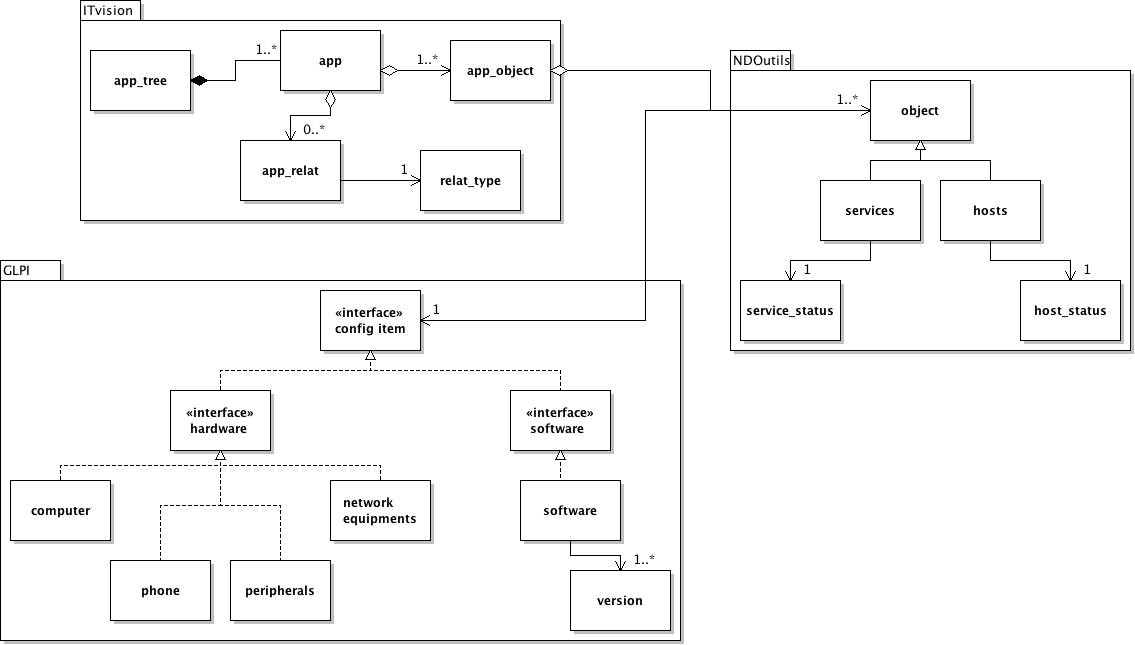 ITvision
1..*
app
1..*
app_tree
app_object
0..*
app_relat
1
relat_type
NDOutils
1..*
object
services
hosts
1
1
service_status
host_status
GLPI
«interface»
config item
1
«interface»
hardware
«interface»
software
computer
network
equipments
software
phone
peripherals
1..*
version